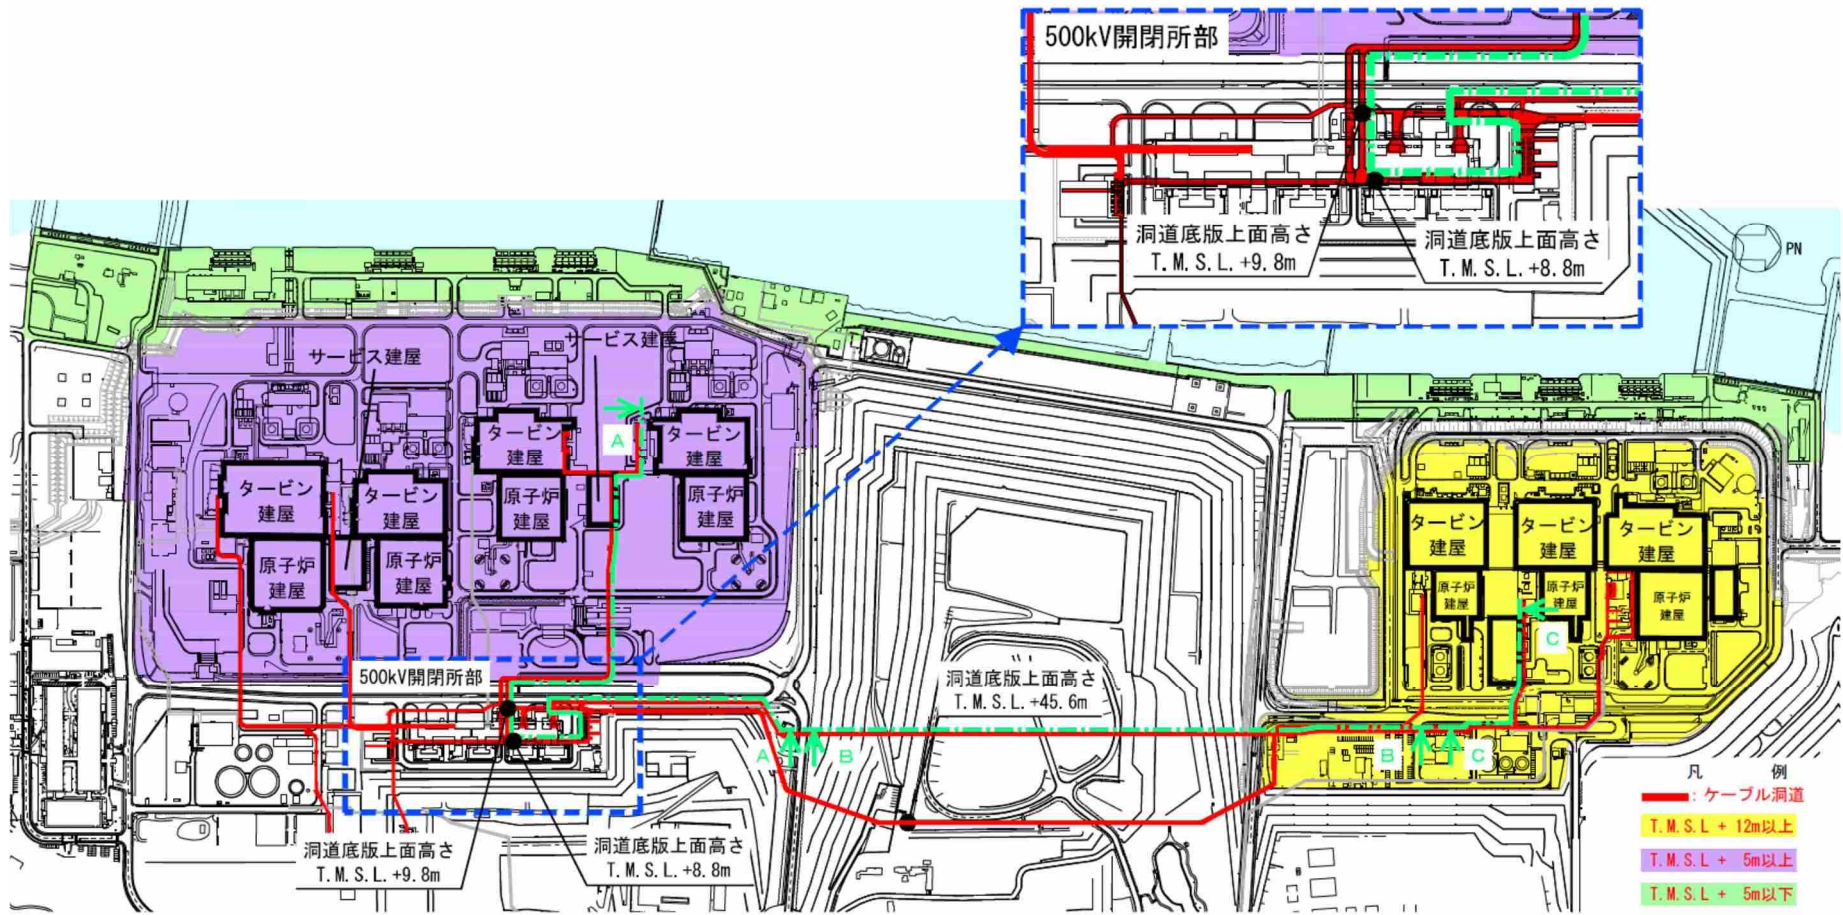 500kV開閉所部
洞道底版上面高さ
T.M.S.L.+9.8m
洞道底版上面高さ
T.M.S.L.+8.8m
PN
サービス建屋
サービス建屋
A
タービン
建屋
タービン
建屋
タービン
建屋
タービン
建屋
原子炉
建屋
原子炉
建屋
原子炉
建屋
原子炉
建屋
タービン
建屋
タービン
建屋
タービン
建屋
原子炉
建屋
原子炉
建屋
原子炉
建屋
C
500kV開閉所部
洞道底版上面高さ
T.M.S.L.+45.6m
A
B
B
C
洞道底版上面高さ
T.M.S.L.+9.8m
洞道底版上面高さ
T.M.S.L.+8.8m
凡 例
: ケーブル洞道
T.M.S.L + 12m以上
T.M.S.L + 5m以上
T.M.S.L + 5m以下